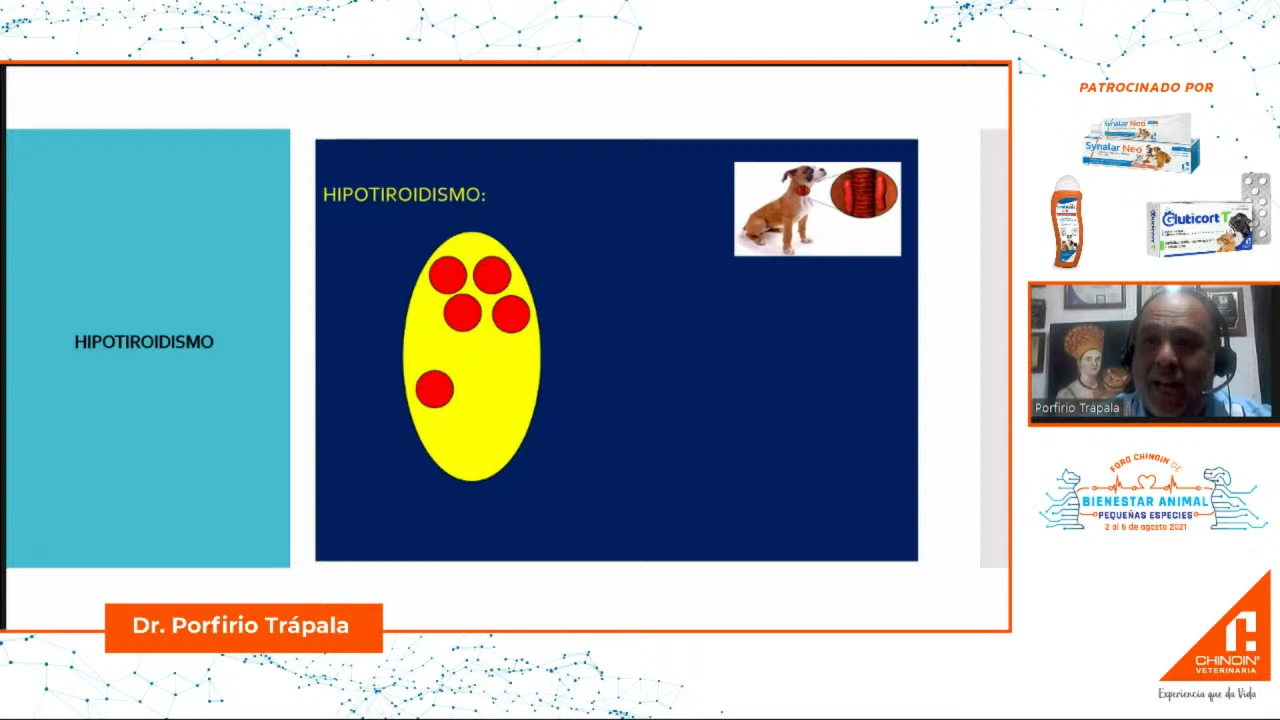 PATROCINADO POR
Synalar Neo
Synalar Neo
Gluticort T
HIPOTIROIDISMO:
HIPOTIROIDISMO
Porfirio Trápala
FORO CHINOIN DE
BIENESTAR ANIMAL
PEQUEÑAS ESPECIES
2 al 6 de agosto 2021
Dr. Porfirio Trápala
CHINOIN
VETERINARIA
Experiencia que da Vida